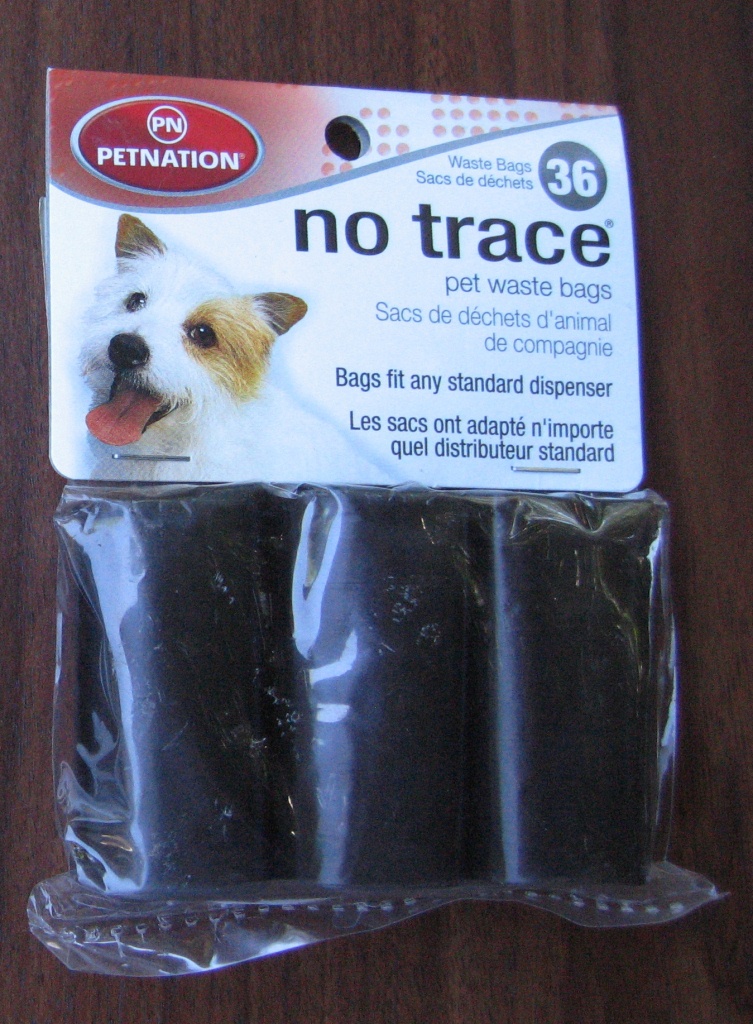 PN
PETNATION®
Waste Bags
Sacs de déchets
36
no trace®
pet waste bags
Sacs de déchets d'animal
de compagnie
Bags fit any standard dispenser
Les sacs ont adapté n'importe
quel distributeur standard